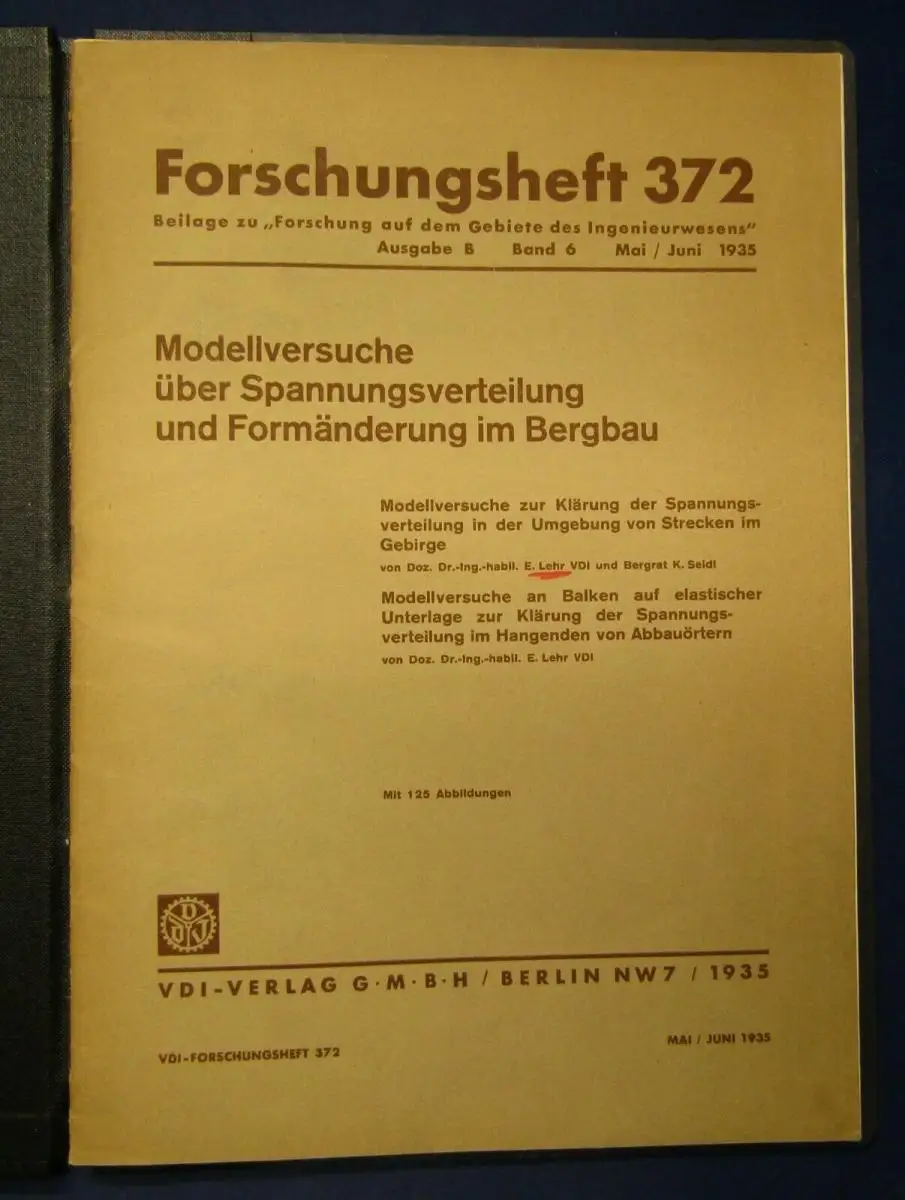 Forschungsheft 372
Beilage zu „Forschung auf dem Gebiete des Ingenieurwesens"
Ausgabe B Band 6 Mai / Juni 1935
Modellversuche
über Spannungsverteilung
und Formänderung im Bergbau
Modellversuche zur Klärung der Spannungs-
verteilung in der Umgebung von Strecken im
Gebirge
von Doz. Dr.-Ing.-habil. E. Lehr VDI und Bergrat K. Seidl
Modellversuche an Balken auf elastischer
Unterlage zur Klärung der Spannungs-
verteilung im Hangenden von Abbauörtern
von Doz. Dr.-Ing.-habil. E. Lehr VDI
Mit 125 Abbildungen
VDI
VDI-VERLAG G·M·B·H / BERLIN NW 7 / 1935
VDI-FORSCHUNGSHEFT 372
MAI / JUNI 1935